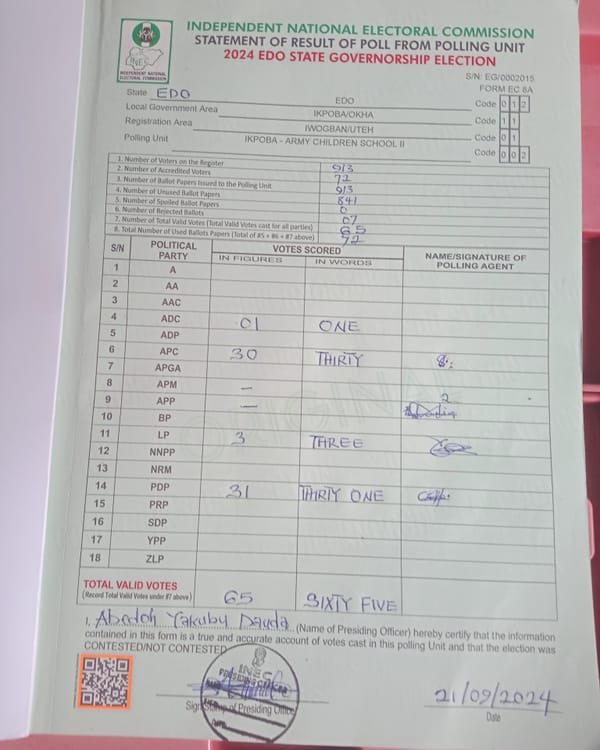 INDEPENDENT NATIONAL ELECTORAL COMMISSION
STATEMENT OF RESULT OF POLL FROM POLLING UNIT
2024 EDO STATE GOVERNORSHIP ELECTION
INEC
INDEPENDENT NATIONAL ELECTORAL COMMISSION
S/N: EG/0002015
FORM EC 8A
State EDO EDO Code 0 1 2
Local Government Area IKPOBA/OKHA Code 1 1
Registration Area IWOGBAN/UTEH Code 0 1
Polling Unit IKPOBA - ARMY CHILDREN SCHOOL II Code 0 0 2
1. Number of Voters on the Register 913
2. Number of Accredited Voters 72
3. Number of Ballot Papers Issued to the Polling Unit 913
4. Number of Unused Ballot Papers 841
5. Number of Spoiled Ballot Papers 0
6. Number of Rejected Ballots 07
7. Number of Total Valid Votes (Total Valid Votes cast for all parties) 65
8. Total Number of Used Ballots Papers (Total of #5 + #6 + #7 above) 72
S/N POLITICAL PARTY VOTES SCORED NAME/SIGNATURE OF POLLING AGENT
IN FIGURES IN WORDS
1 A
2 AA
3 AAC
4 ADC 01 ONE
5 ADP
6 APC 30 THIRTY
7 APGA
8 APM –
9 APP –
10 BP
11 LP 3 THREE
12 NNPP
13 NRM
14 PDP 31 THIRTY ONE
15 PRP
16 SDP
17 YPP
18 ZLP
TOTAL VALID VOTES 65 SIXTY FIVE
(Record Total Valid Votes under #7 above)
I, Yakubu Dauda (Name of Presiding Officer) hereby certify that the information
contained in this form is a true and accurate account of votes cast in this polling Unit and that the election was
CONTESTED/NOT CONTESTED
INEC
PRESIDING OFFICER
Sign/Stamp of Presiding Officer
21/09/2024
Date